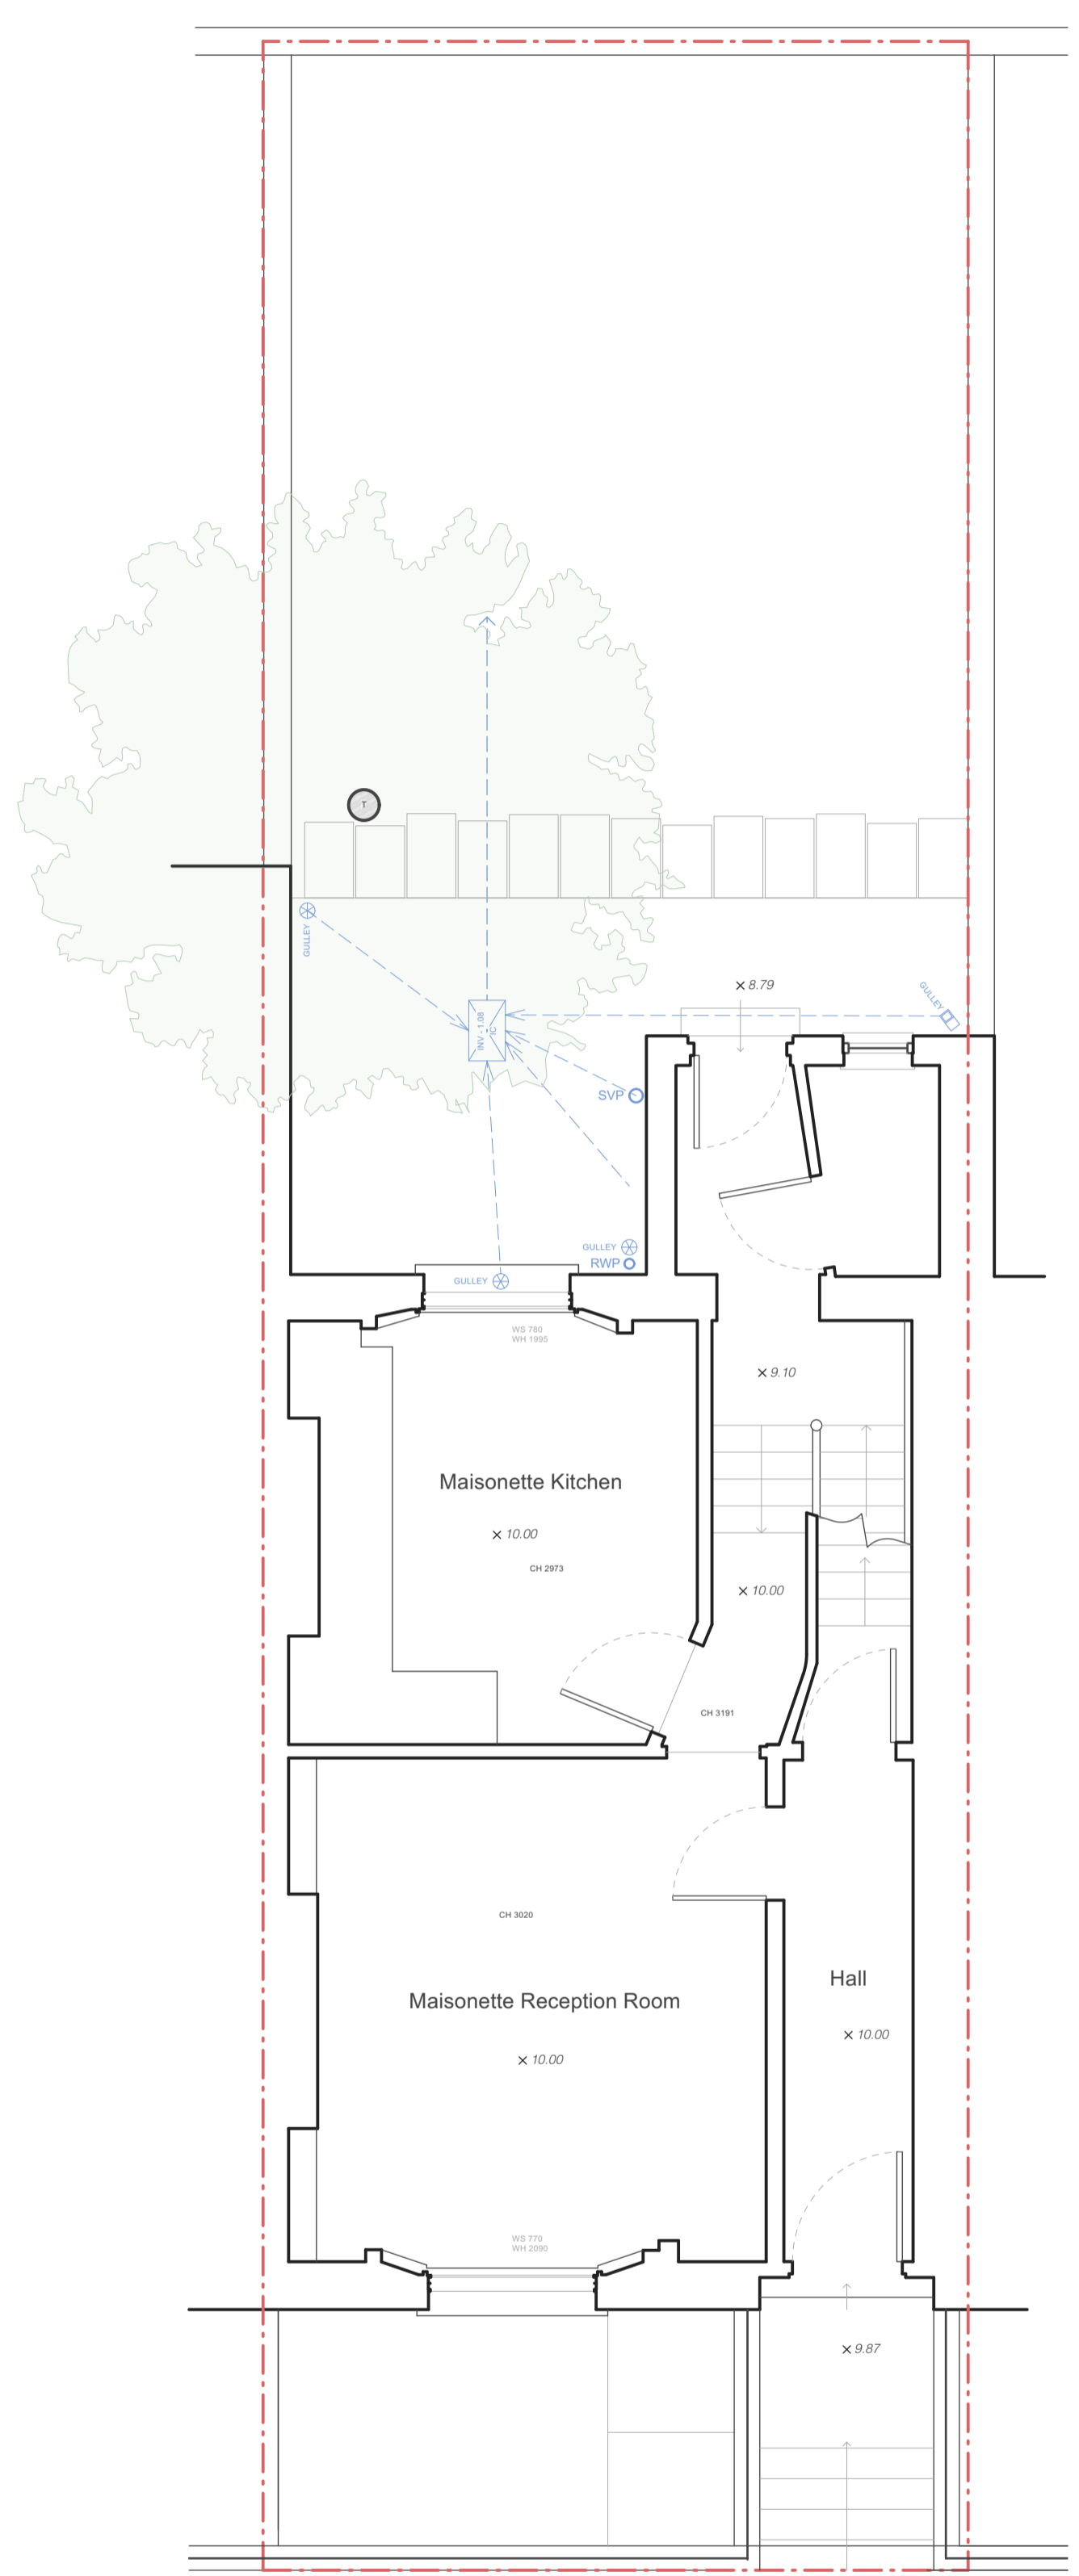 T
GULLEY
8.79
GULLEY
INV - 1.08
IC
SVP
GULLEY
RWP
GULLEY
WS 780
WH 1995
9.10
Maisonette Kitchen
10.00
CH 2973
10.00
CH 3191
CH 3020
Hall
Maisonette Reception Room
10.00
10.00
WS 770
WH 2090
9.87